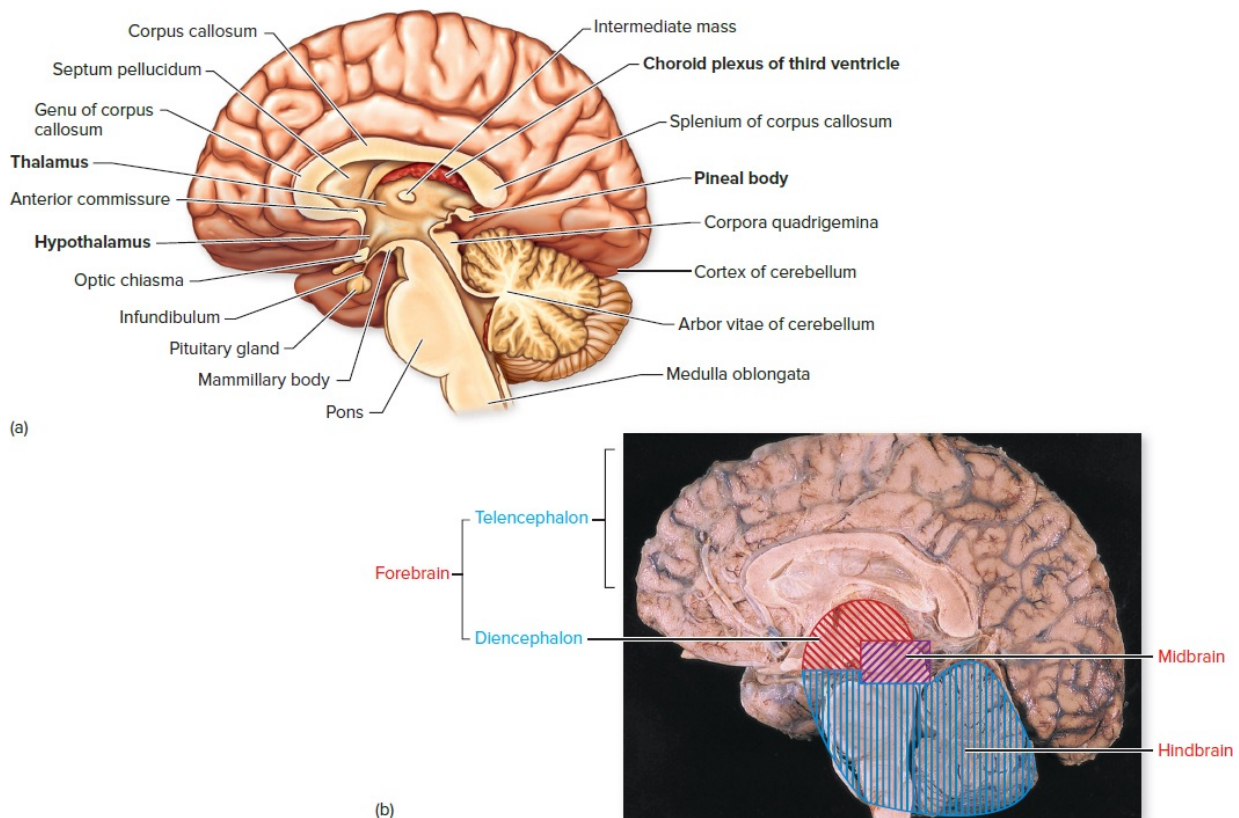 Corpus callosum
Septum pellucidum
Genu of corpus
callosum
Thalamus
Anterior commissure
Hypothalamus
Optic chiasma
Infundibulum
Pituitary gland
Mammillary body
Pons
Intermediate mass
Choroid plexus of third ventricle
Splenium of corpus callosum
Pineal body
Corpora quadrigemina
Cortex of cerebellum
Arbor vitae of cerebellum
Medulla oblongata
(a)
Telencephalon
Forebrain
Diencephalon
Midbrain
Hindbrain
(b)